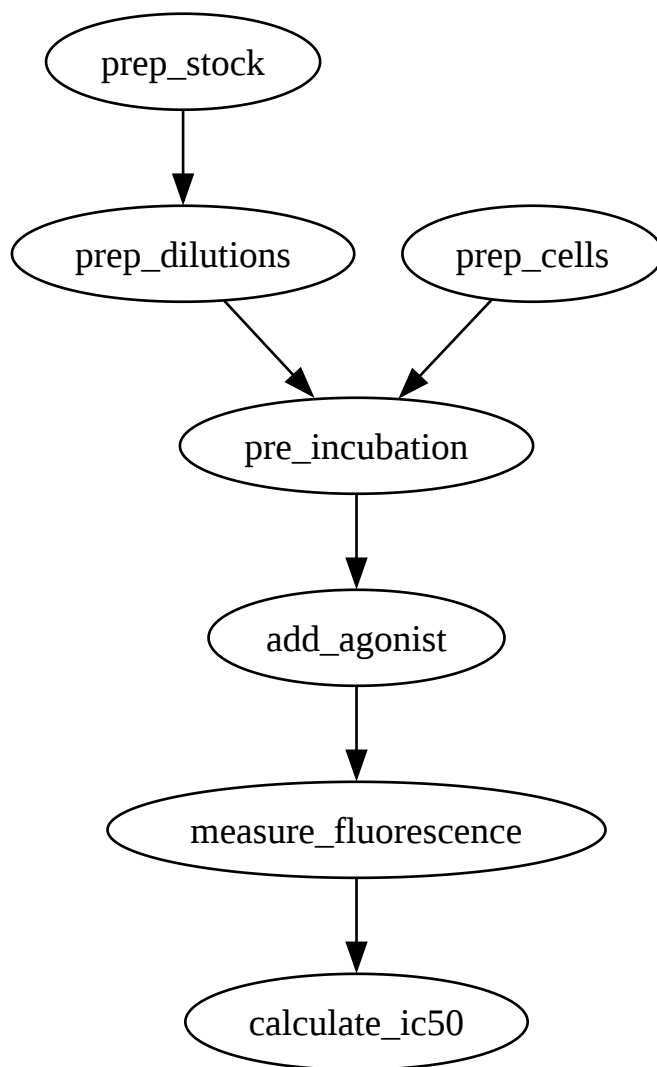 prep_stock
prep_dilutions
prep_cells
pre_incubation
add_agonist
measure_fluorescence
calculate_ic50